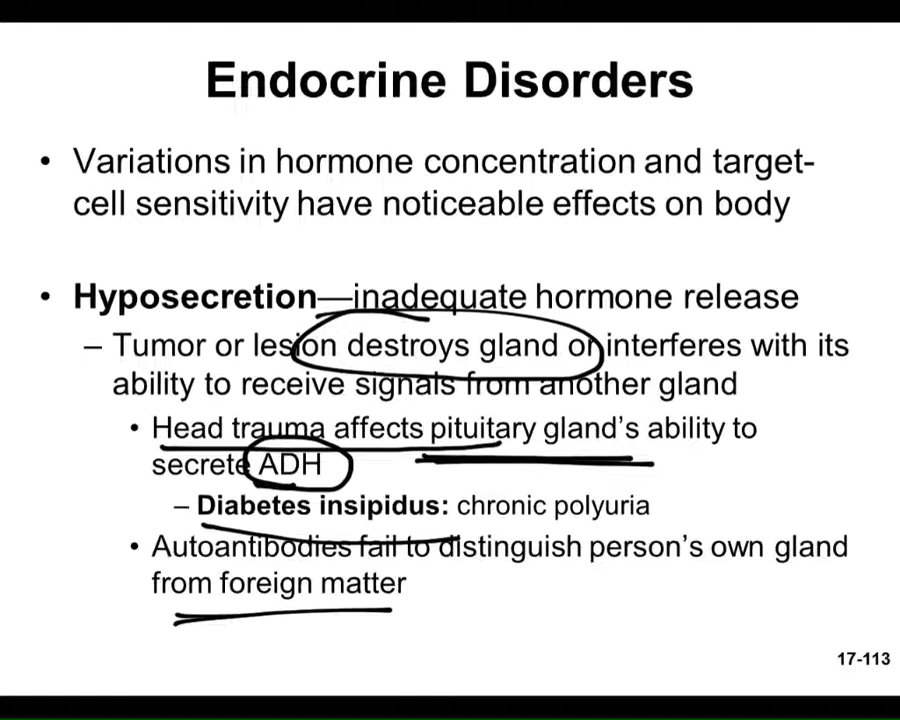 Endocrine Disorders
• Variations in hormone concentration and target-
cell sensitivity have noticeable effects on body
• Hyposecretion—inadequate hormone release
– Tumor or lesion destroys gland or interferes with its
ability to receive signals from another gland
• Head trauma affects pituitary gland's ability to
secrete ADH
– Diabetes insipidus: chronic polyuria
• Autoantibodies fail to distinguish person's own gland
from foreign matter
17-113